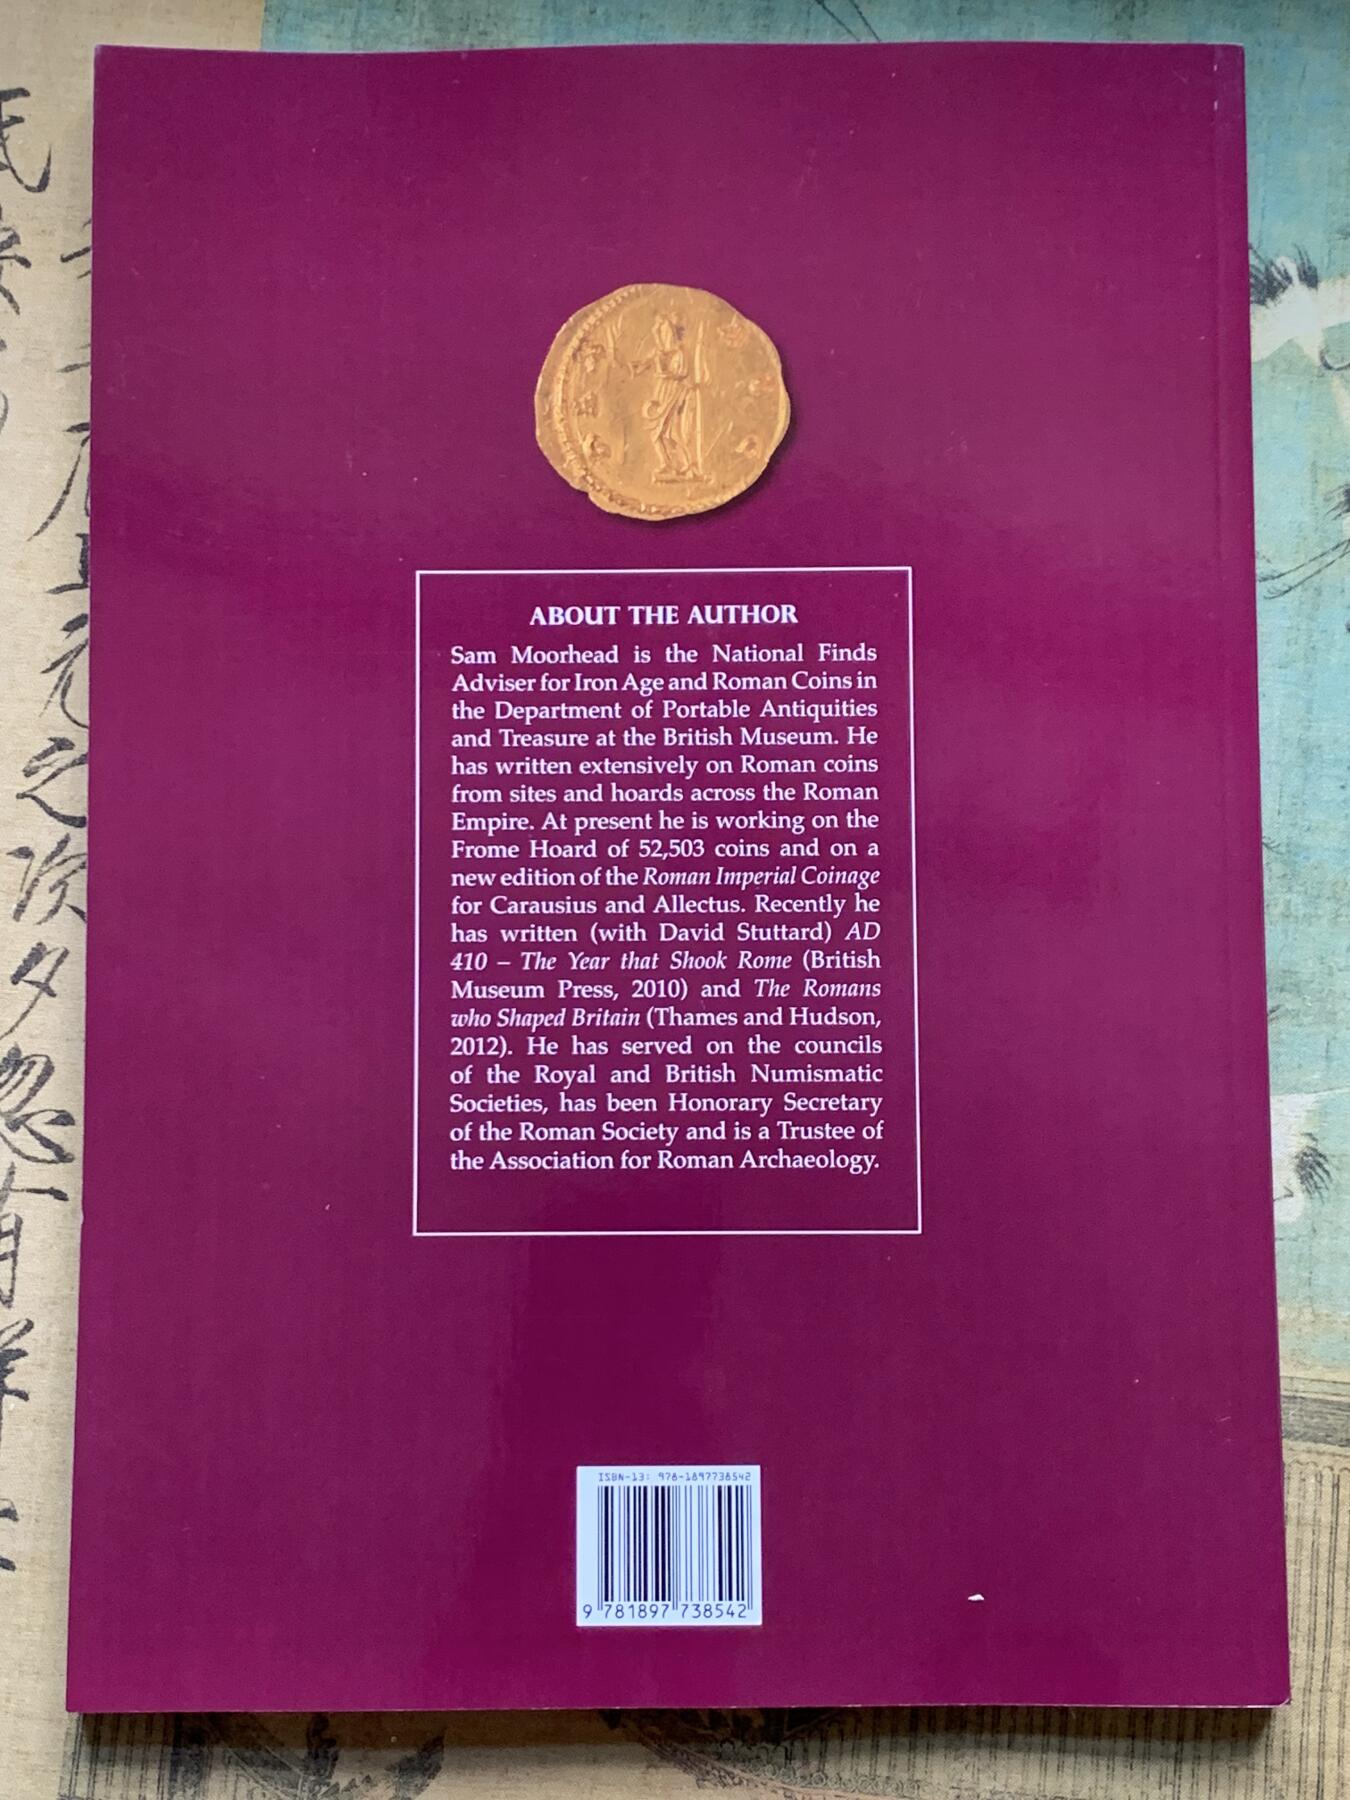 ABOUT THE AUTHOR
Sam Moorhead is the National Finds
Adviser for Iron Age and Roman Coins in
the Department of Portable Antiquities
and Treasure at the British Museum. He
has written extensively on Roman coins
from sites and hoards across the Roman
Empire. At present he is working on the
Frome Hoard of 52,503 coins and on a
new edition of the Roman Imperial Coinage
for Carausius and Allectus. Recently he
has written (with David Stuttard) AD
410 – The Year that Shook Rome (British
Museum Press, 2010) and The Romans
who Shaped Britain (Thames and Hudson,
2012). He has served on the councils
of the Royal and British Numismatic
Societies, has been Honorary Secretary
of the Roman Society and is a Trustee of
the Association for Roman Archaeology.
ISBN-13: 978-1897738542
9 781897 738542